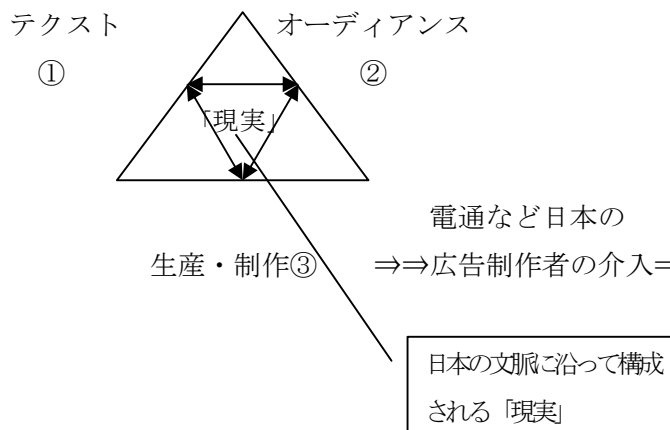 テクスト
オーディアンス
①
②
「現実」
電通など日本の
生産・制作③
⇒⇒広告制作者の介入⇒
日本の文脈に沿って構成
される「現実」